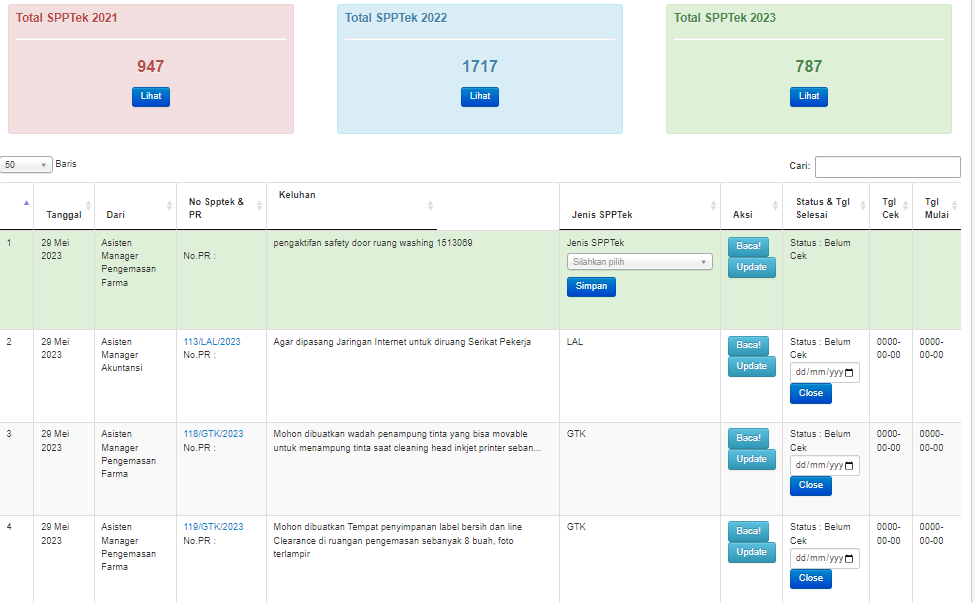 Total SPPTek 2021
947
Lihat
Total SPPTek 2022
1717
Lihat
Total SPPTek 2023
787
Lihat
50 Baris
Cari:
Tanggal
Dari
No Spptek &
PR
Keluhan
Jenis SPPTek
Aksi
Status & Tgl
Selesai
Tgl
Cek
Tgl
Mulai
1
29 Mei
2023
Asisten
Manager
Pengemasan
Farma
No.PR :
pengaktifan safety door ruang washing 1513069
Jenis SPPTek
Silahkan pilih
Simpan
Baca!
Update
Status : Belum
Cek
2
29 Mei
2023
Asisten
Manager
Akuntansi
113/LAL/2023
No.PR :
Agar dipasang Jaringan Internet untuk diruang Serikat Pekerja
LAL
Baca!
Update
Status : Belum
Cek
dd/mm/yyy
Close
0000-
00-00
0000-
00-00
3
29 Mei
2023
Asisten
Manager
Pengemasan
Farma
118/GTK/2023
No.PR :
Mohon dibuatkan wadah penampung tinta yang bisa movable
untuk menampung tinta saat cleaning head inkjet printer seban...
GTK
Baca!
Update
Status : Belum
Cek
dd/mm/yyy
Close
0000-
00-00
0000-
00-00
4
29 Mei
2023
Asisten
Manager
Pengemasan
Farma
119/GTK/2023
No.PR :
Mohon dibuatkan Tempat penyimpanan label bersih dan line
Clearance di ruangan pengemasan sebanyak 8 buah, foto
terlampir
GTK
Baca!
Update
Status : Belum
Cek
dd/mm/yyy
Close
0000-
00-00
0000-
00-00